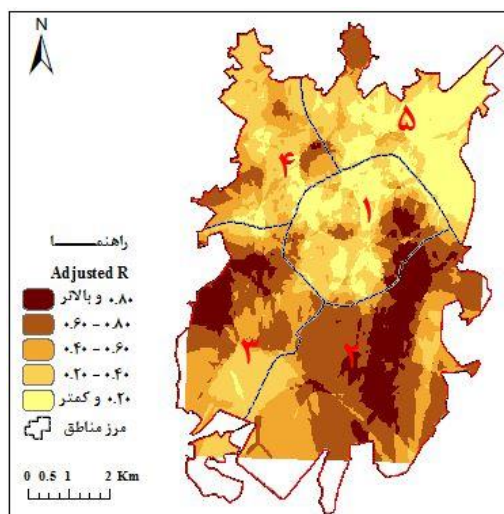 N
۵
۴
۱
راهنمــــا
Adjusted R
۰.۸۰ و بالاتر
۰.۶۰ – ۰.۸۰
۰.۴۰ – ۰.۶۰
۰.۲۰ – ۰.۴۰
۰.۲۰ و کمتر
مرز مناطق
۳
۲
0 0.5 1 2 Km